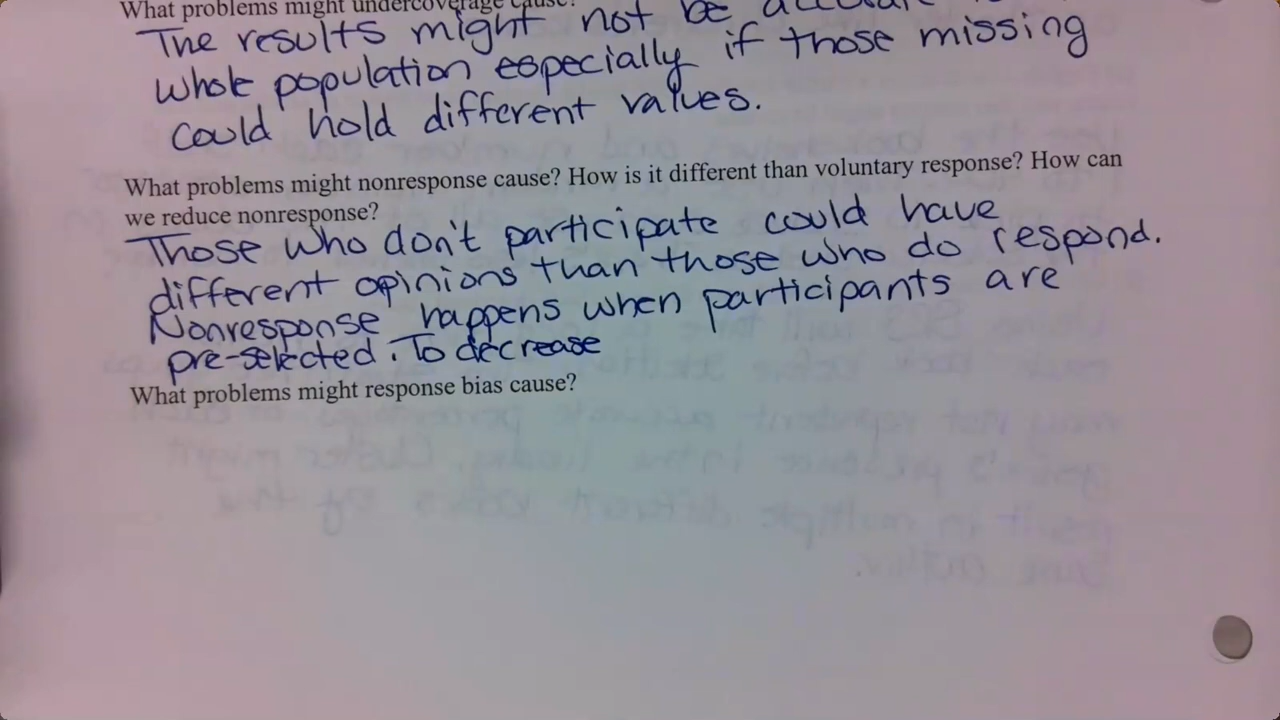 What problems might undercoverage cause?
The results might not be
whole population especially if those missing
could hold different values.
What problems might nonresponse cause? How is it different than voluntary response? How can
we reduce nonresponse?
Those who don't participate could have
different opinions than those who do respond.
Nonresponse happens when participants are
pre-selected. To decrease
What problems might response bias cause?